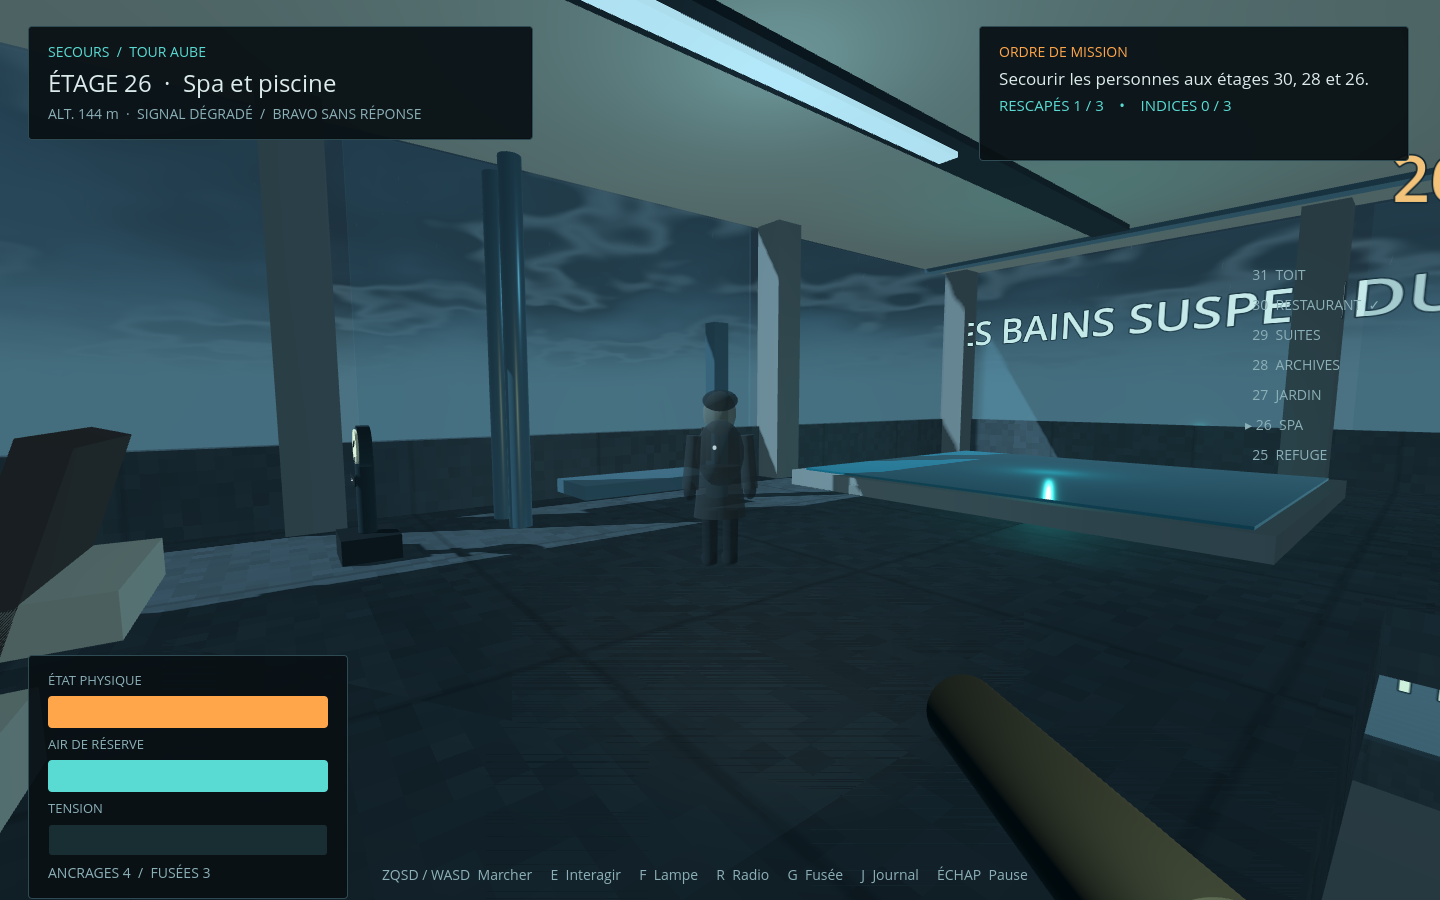 SECOURS / TOUR AUBE
ÉTAGE 26 · Spa et piscine
ALT. 144 m · SIGNAL DÉGRADÉ / BRAVO SANS RÉPONSE
ORDRE DE MISSION
Secourir les personnes aux étages 30, 28 et 26.
RESCAPÉS 1 / 3 • INDICES 0 / 3
ES BAINS SUSPE DU
31 TOIT
30 RESTAURANT ✓
29 SUITES
28 ARCHIVES
27 JARDIN
▸ 26 SPA
25 REFUGE
ÉTAT PHYSIQUE
AIR DE RÉSERVE
TENSION
ANCRAGES 4 / FUSÉES 3
ZQSD / WASD Marcher E Interagir F Lampe R Radio G Fusée J Journal ÉCHAP Pause